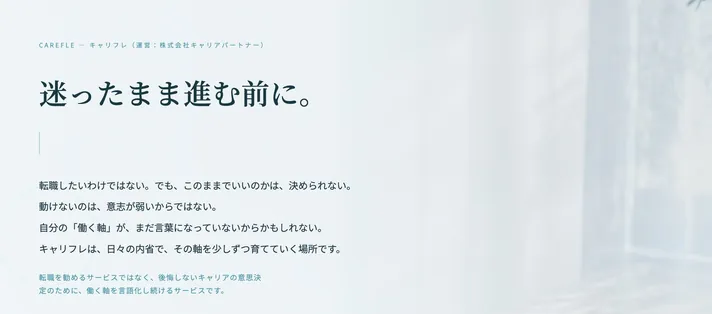 CAREFLE — キャリフレ（運営：株式会社キャリアパートナー）
迷ったまま進む前に。
転職したいわけではない。でも、このままでいいのかは、決められない。
動けないのは、意志が弱いからではない。
自分の「働く軸」が、まだ言葉になっていないからかもしれない。
キャリフレは、日々の内省で、その軸を少しずつ育てていく場所です。
転職を勧めるサービスではなく、後悔しないキャリアの意思決
定のために、働く軸を言語化し続けるサービスです。